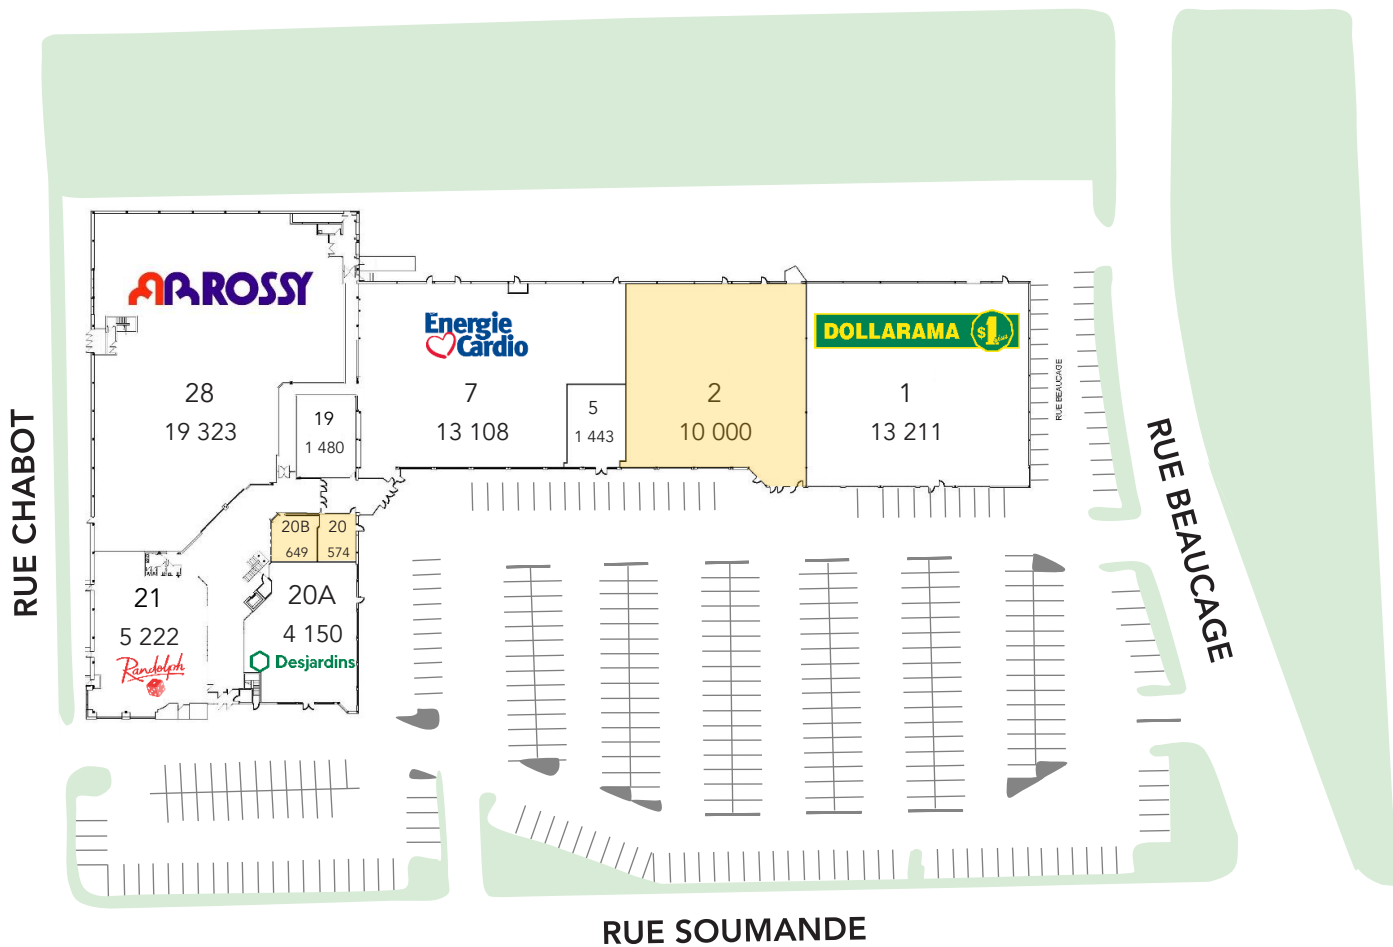 ROSSY
28
19 323
19
1 480
Energie
Cardio
7
13 108
5
1 443
2
10 000
DOLLARAMA $1 plus
1
13 211
20B
649
20
574
21
5 222
Randolph
20A
4 150
Desjardins
RUE CHABOT
RUE BEAUCAGE
RUE BEAUCAGE
RUE SOUMANDE